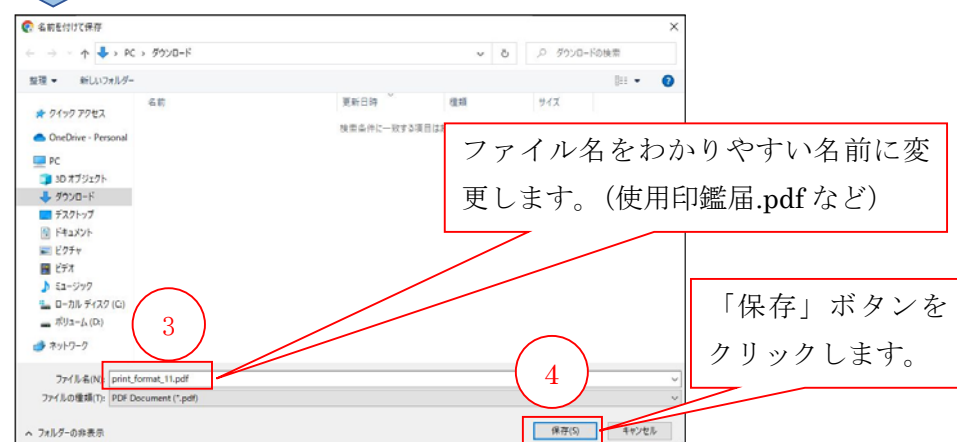 名前を付けて保存
PC › ダウンロード
ダウンロードの検索
整理 新しいフォルダー
名前 更新日時 種類 サイズ
検索条件に一致する項目は
クイック アクセス
OneDrive - Personal
PC
3D オブジェクト
ダウンロード
デスクトップ
ドキュメント
ピクチャ
ビデオ
ミュージック
ローカル ディスク (C:)
ボリューム (D:)
ネットワーク
ファイル名をわかりやすい名前に変
更します。（使用印鑑届.pdf など）
「保存」ボタンを
クリックします。
3
4
ファイル名(N): print_format_11.pdf
ファイルの種類(T): PDF Document (*.pdf)
フォルダーの非表示
保存(S) キャンセル